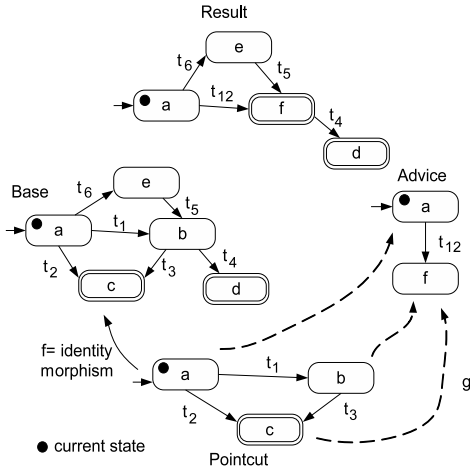 Result
e
t6
t5
a
t12
f
t4
d
Base
e
t6
t5
a
t1
b
t2
t3
t4
c
d
Advice
a
t12
f
f= identity
morphism
a
t1
b
t2
t3
c
g
current state
Pointcut